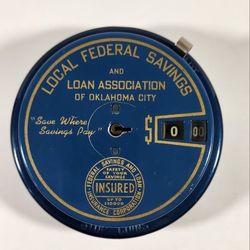 LOCAL FEDERAL SAVINGS
AND
LOAN ASSOCIATION
OF OKLAHOMA CITY
"Save Where
Savings Pay"
$ 0 00
FEDERAL SAVINGS AND LOAN
SAFETY
OF YOUR
SAVINGS
INSURED
UP TO
$10000
INSURANCE CORPORATION